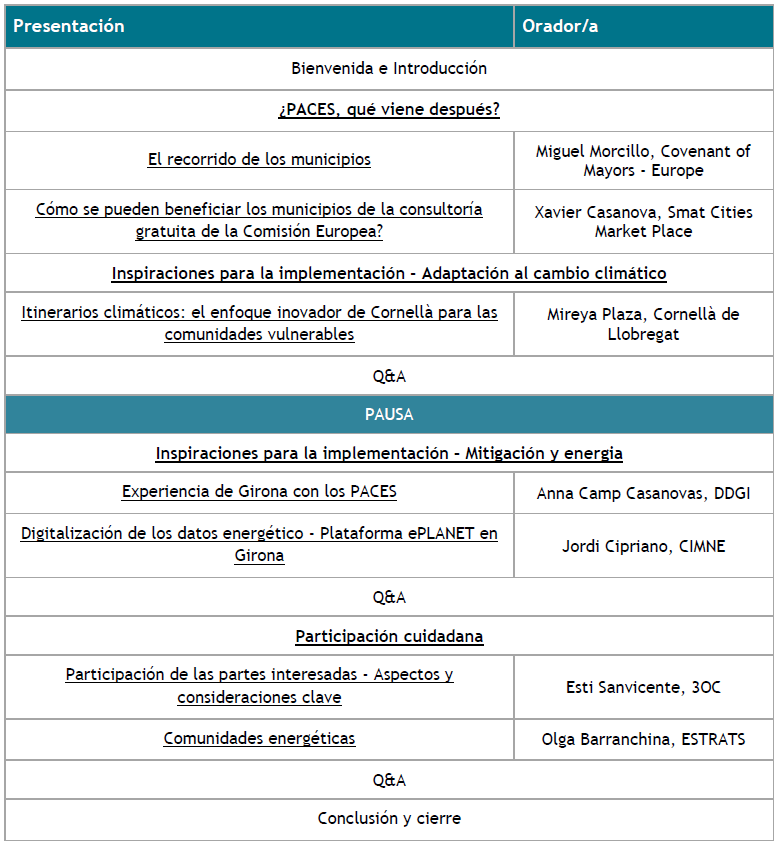 Presentación
Orador/a
Bienvenida e Introducción
¿PACES, qué viene después?
El recorrido de los municipios
Miguel Morcillo, Covenant of
Mayors - Europe
Cómo se pueden beneficiar los municipios de la consultoría
gratuita de la Comisión Europea?
Xavier Casanova, Smat Cities
Market Place
Inspiraciones para la implementación - Adaptación al cambio climático
Itinerarios climáticos: el enfoque inovador de Cornellà para las
comunidades vulnerables
Mireya Plaza, Cornellà de
Llobregat
Q&A
PAUSA
Inspiraciones para la implementación - Mitigación y energia
Experiencia de Girona con los PACES
Anna Camp Casanovas, DDGI
Digitalización de los datos energético - Plataforma ePLANET en
Girona
Jordi Cipriano, CIMNE
Q&A
Participación cuidadana
Participación de las partes interesadas - Aspectos y
consideraciones clave
Esti Sanvicente, 3OC
Comunidades energéticas
Olga Barranchina, ESTRATS
Q&A
Conclusión y cierre